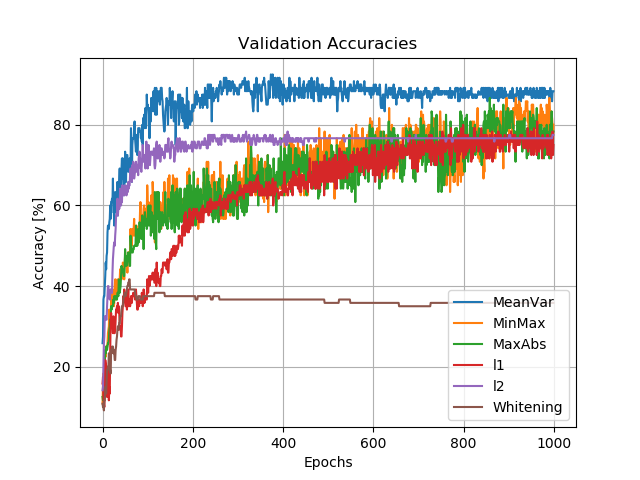 Validation Accuracies
Accuracy [%]
80
60
40
20
0
200
400
600
800
1000
Epochs
MeanVar
MinMax
MaxAbs
l1
l2
Whitening